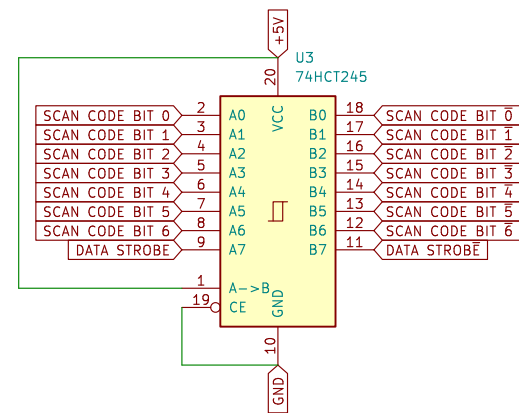 +5V
U3
74HCT245
20
VCC
SCAN CODE BIT 0 2 A0 B0 18 SCAN CODE BIT 0̅
SCAN CODE BIT 1 3 A1 B1 17 SCAN CODE BIT 1̅
SCAN CODE BIT 2 4 A2 B2 16 SCAN CODE BIT 2̅
SCAN CODE BIT 3 5 A3 B3 15 SCAN CODE BIT 3̅
SCAN CODE BIT 4 6 A4 B4 14 SCAN CODE BIT 4̅
SCAN CODE BIT 5 7 A5 B5 13 SCAN CODE BIT 5̅
SCAN CODE BIT 6 8 A6 B6 12 SCAN CODE BIT 6̅
DATA STROBE 9 A7 B7 11 DATA STROBE̅
1 A->B
19 CE
GND
10
GND